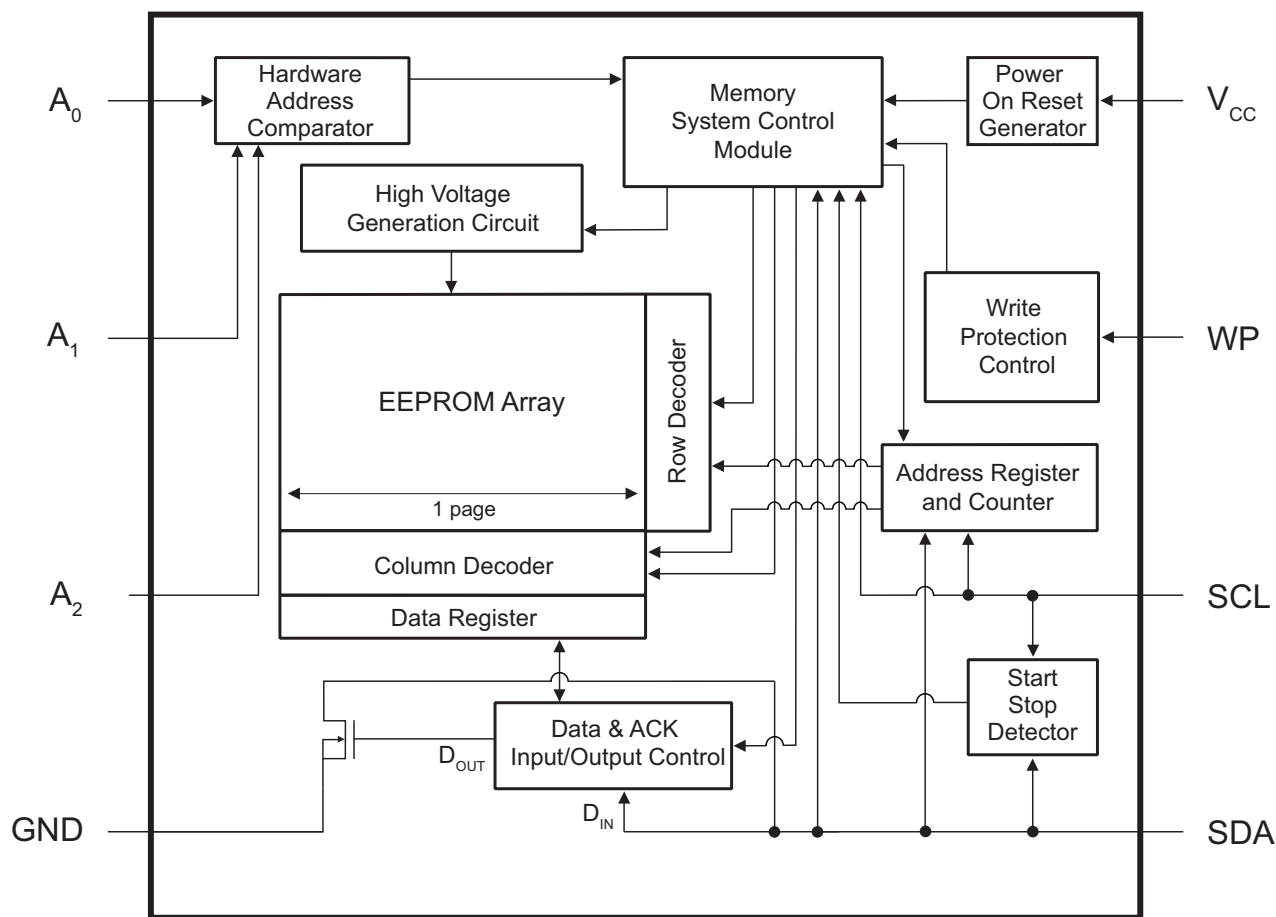 Hardware
Address
Comparator
Memory
System Control
Module
Power
On Reset
Generator
A0
VCC
High Voltage
Generation Circuit
Write
Protection
Control
A1
WP
EEPROM Array
Row Decoder
1 page
Address Register
and Counter
Column Decoder
A2
SCL
Data Register
Start
Stop
Detector
Data & ACK
Input/Output Control
DOUT
DIN
GND
SDA